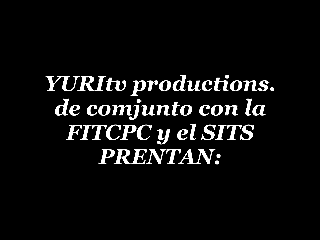 YURItv productions.
de comjunto con la
FITCPC y el SITS
PRENTAN: